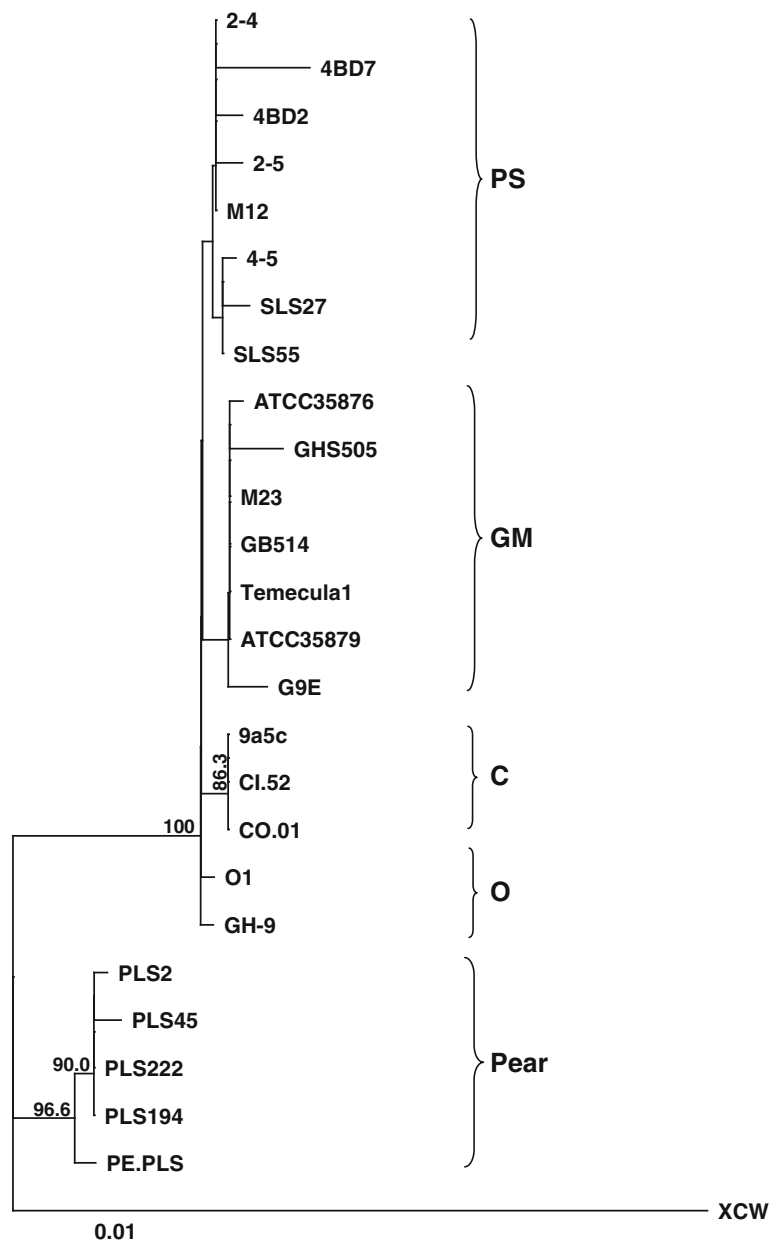 2-4
4BD7
4BD2
2-5
PS
M12
4-5
SLS27
SLS55
ATCC35876
GHS505
M23
GM
GB514
Temecula1
ATCC35879
G9E
9a5c
86.3
CI.52
C
CO.01
100
O1
O
GH-9
PLS2
PLS45
90.0
PLS222
Pear
96.6
PLS194
PE.PLS
XCW
0.01